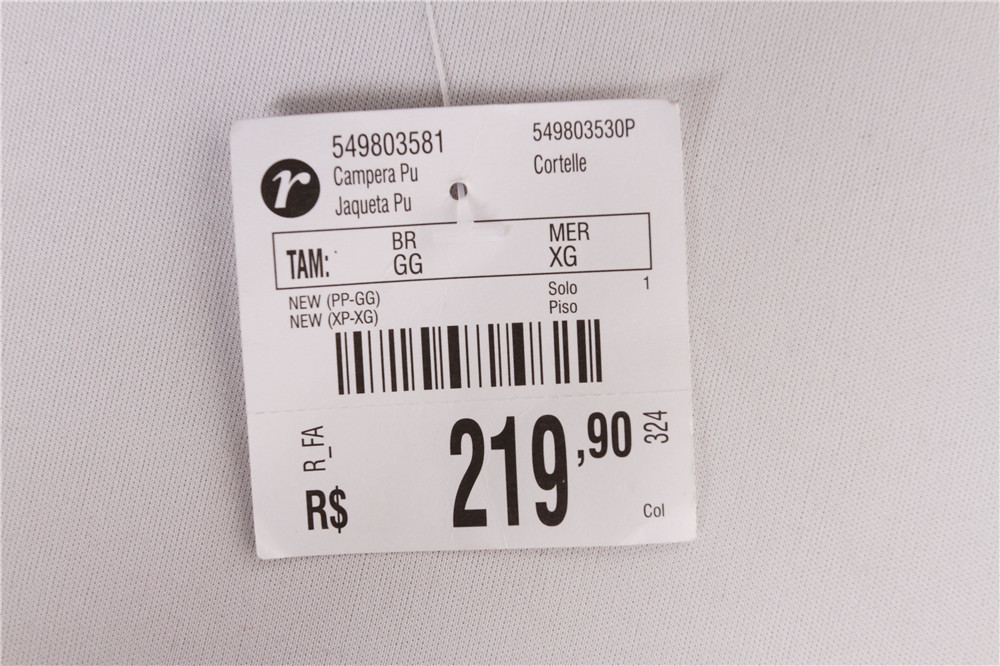 549803581 549803530P
r Campera Pu Cortelle
Jaqueta Pu
TAM: BR MER
GG XG
NEW (PP-GG) Solo 1
NEW (XP-XG) Piso
R_FA
R$ 219,90 324
Col